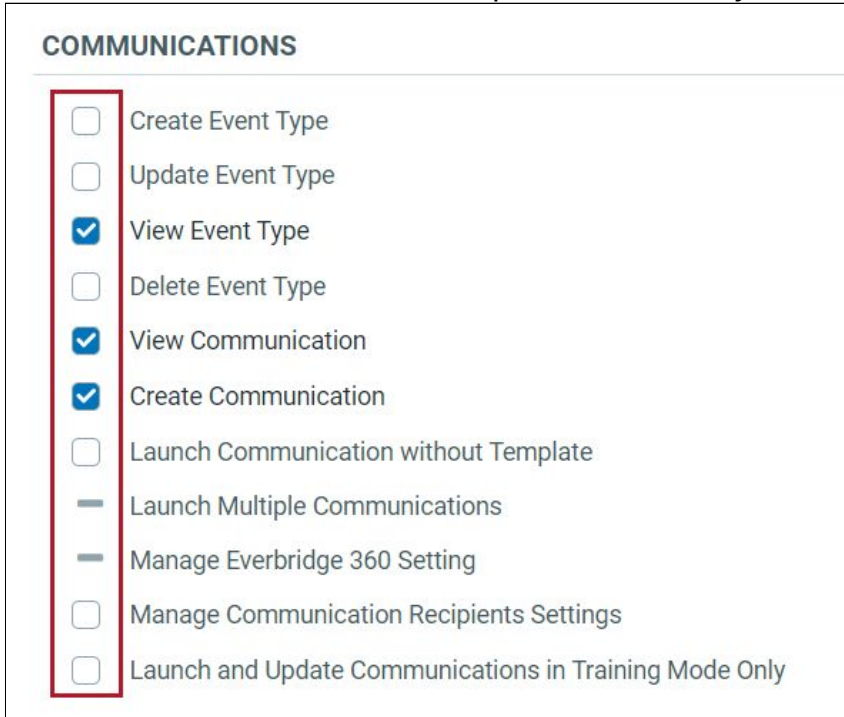 COMMUNICATIONS
Create Event Type
Update Event Type
View Event Type
Delete Event Type
View Communication
Create Communication
Launch Communication without Template
Launch Multiple Communications
Manage Everbridge 360 Setting
Manage Communication Recipients Settings
Launch and Update Communications in Training Mode Only